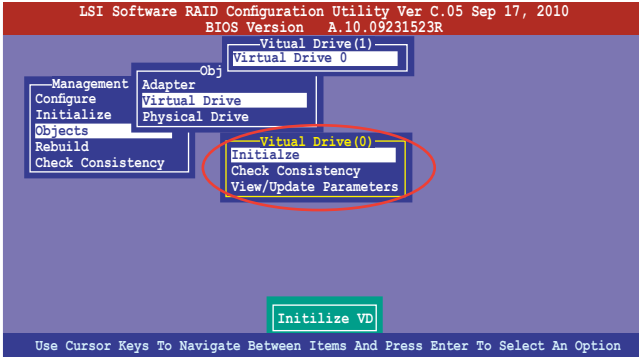 LSI Software RAID Configuration Utility Ver C.05 Sep 17, 2010
BIOS Version A.10.09231523R
Vitual Drive(1)
Virtual Drive 0
Obj
Adapter
Virtual Drive
Physical Drive
Management
Configure
Initialize
Objects
Rebuild
Check Consistency
Vitual Drive(0)
Initialze
Check Consistency
View/Update Parameters
Initilize VD
Use Cursor Keys To Navigate Between Items And Press Enter To Select An Option